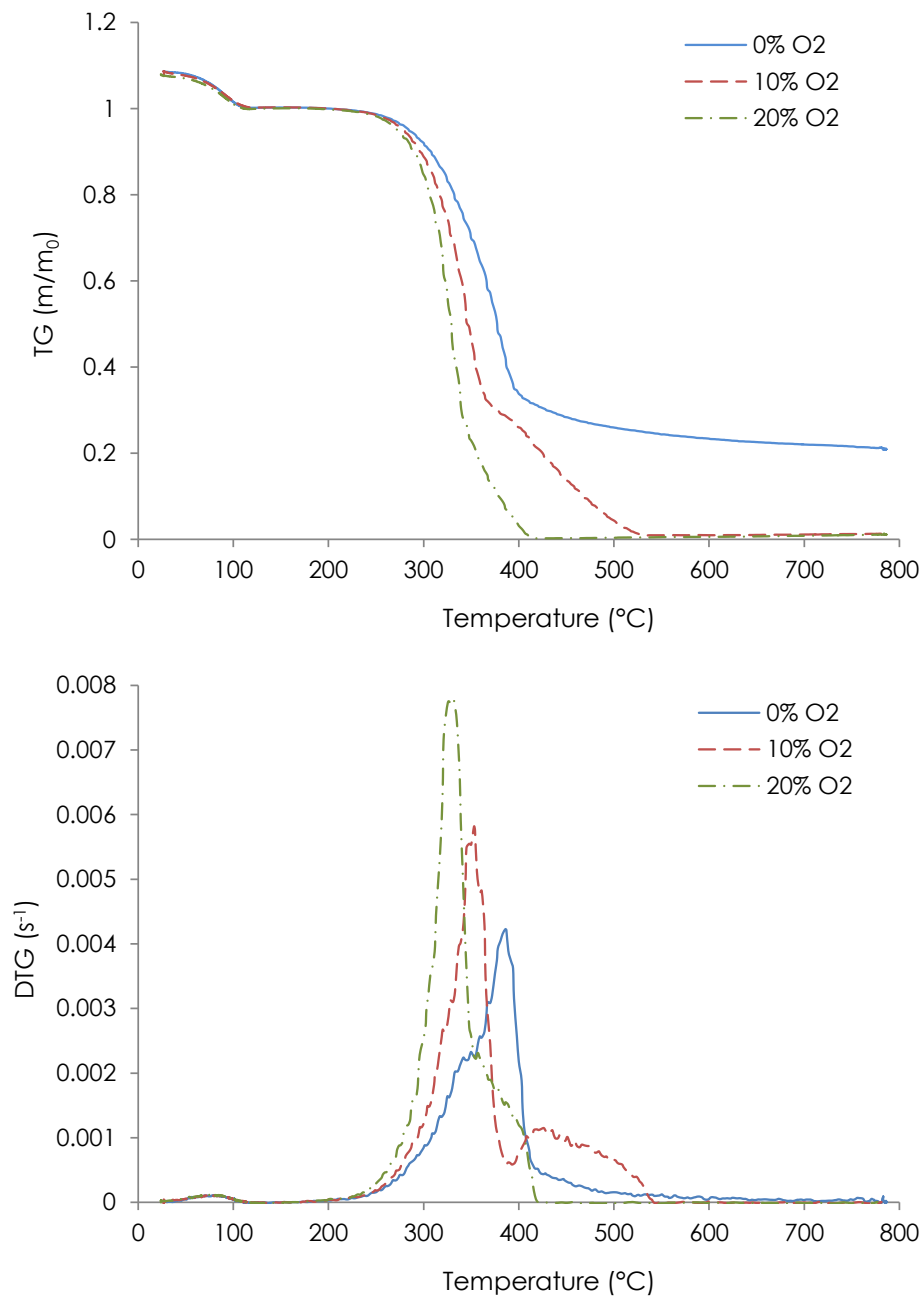 1.2
1
0.8
0.6
0.4
0.2
0
TG (m/m₀)
0% O2
10% O2
20% O2
0 100 200 300 400 500 600 700 800
Temperature (°C)
0.008
0.007
0.006
0.005
0.004
0.003
0.002
0.001
0
DTG (s⁻¹)
0% O2
10% O2
20% O2
0 100 200 300 400 500 600 700 800
Temperature (°C)